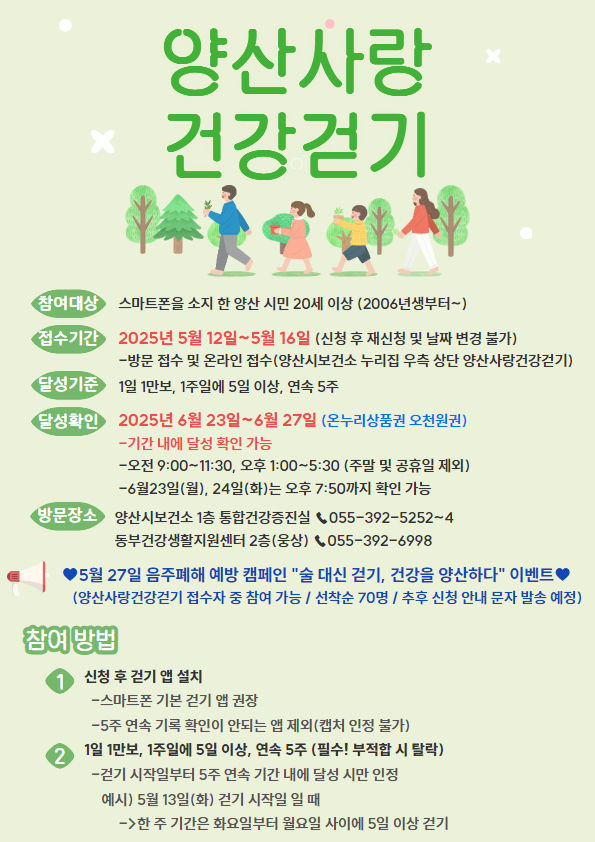 양산사랑
건강걷기
참여대상 스마트폰을 소지 한 양산 시민 20세 이상 (2006년생부터~)
접수기간 2025년 5월 12일~5월 16일 (신청 후 재신청 및 날짜 변경 불가)
-방문 접수 및 온라인 접수(양산시보건소 누리집 우측 상단 양산사랑건강걷기)
달성기준 1일 1만보, 1주일에 5일 이상, 연속 5주
달성확인 2025년 6월 23일~6월 27일 (온누리상품권 오천원권)
-기간 내에 달성 확인 가능
-오전 9:00~11:30, 오후 1:00~5:30 (주말 및 공휴일 제외)
-6월23일(월), 24일(화)는 오후 7:50까지 확인 가능
방문장소 양산시보건소 1층 통합건강증진실 📞055-392-5252~4
동부건강생활지원센터 2층(웅상) 📞055-392-6998
♥5월 27일 음주폐해 예방 캠페인 "술 대신 걷기, 건강을 양산하다" 이벤트♥
(양산사랑건강걷기 접수자 중 참여 가능 / 선착순 70명 / 추후 신청 안내 문자 발송 예정)
참여 방법
1 신청 후 걷기 앱 설치
-스마트폰 기본 걷기 앱 권장
-5주 연속 기록 확인이 안되는 앱 제외(캡처 인정 불가)
2 1일 1만보, 1주일에 5일 이상, 연속 5주 (필수! 부적합 시 탈락)
-걷기 시작일부터 5주 연속 기간 내에 달성 시만 인정
예시) 5월 13일(화) 걷기 시작일 일 때
->한 주 기간은 화요일부터 월요일 사이에 5일 이상 걷기